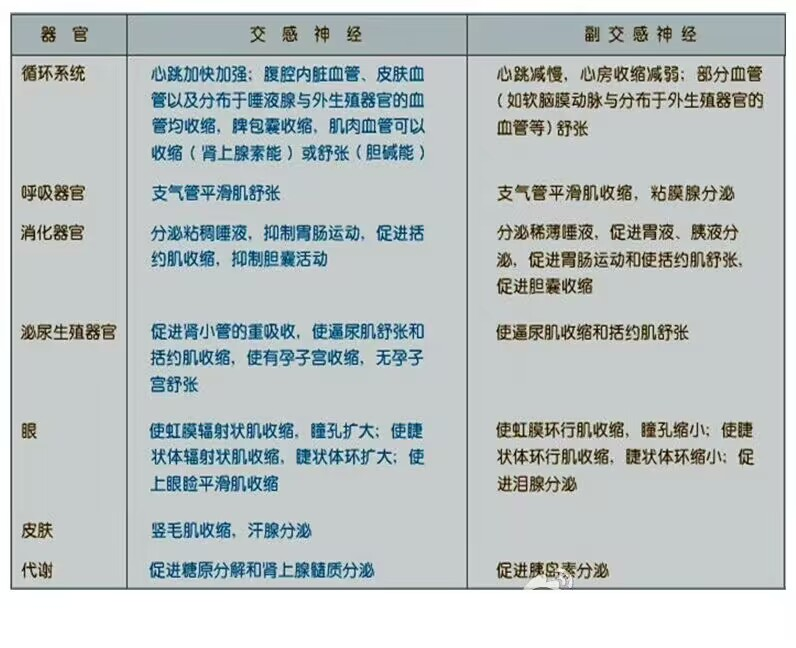 器官 交感神经 副交感神经
循环系统
心跳加快加强；腹腔内脏血管、皮肤血
管以及分布于唾液腺与外生殖器官的血
管均收缩，脾包囊收缩，肌肉血管可以
收缩（肾上腺素能）或舒张（胆碱能）
心跳减慢，心房收缩减弱；部分血管
（如软脑膜动脉与分布于外生殖器官的
血管等）舒张
呼吸器官
支气管平滑肌舒张
支气管平滑肌收缩，粘膜腺分泌
消化器官
分泌粘稠唾液，抑制胃肠运动，促进括
约肌收缩，抑制胆囊活动
分泌稀薄唾液，促进胃液、胰液分
泌，促进胃肠运动和使括约肌舒张，
促进胆囊收缩
泌尿生殖器官
促进肾小管的重吸收，使逼尿肌舒张和
括约肌收缩，使有孕子宫收缩，无孕子
宫舒张
使逼尿肌收缩和括约肌舒张
眼
使虹膜辐射状肌收缩，瞳孔扩大；使睫
状体辐射状肌收缩，睫状体环扩大；使
上眼睑平滑肌收缩
使虹膜环行肌收缩，瞳孔缩小；使睫
状体环行肌收缩，睫状体环缩小；促
进泪腺分泌
皮肤
竖毛肌收缩，汗腺分泌
代谢
促进糖原分解和肾上腺髓质分泌
促进胰岛素分泌